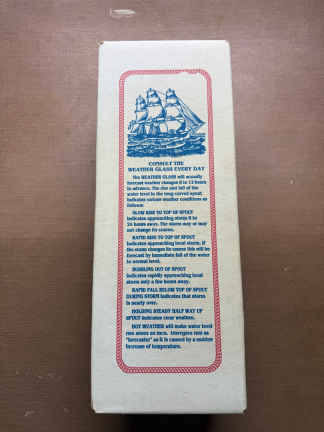 CONSULT THE
WEATHER GLASS EVERY DAY
The WEATHER GLASS will usually
forecast weather changes 8 to 12 hours
in advance. The rise and fall of the
water level in the long curved spout
indicates various weather conditions as
follows:
SLOW RISE TO TOP OF SPOUT
indicates approaching storm 8 to
24 hours away. The storm may or may
not change its course.
RAPID RISE TO TOP OF SPOUT
indicates approaching local storm. If
the storm changes its course this will be
forecast by immediate fall of the water
to normal level.
BUBBLING OUT OF SPOUT
indicates rapidly approaching local
storm only a few hours away.
RAPID FALL BELOW TOP OF SPOUT
DURING STORM indicates that storm
is nearly over.
HOLDING STEADY HALF WAY UP
SPOUT indicates clear weather.
HOT WEATHER will make water level
rise above an inch. Interpret this as
"forecaster" as it is caused by a sudden
increase of temperature.